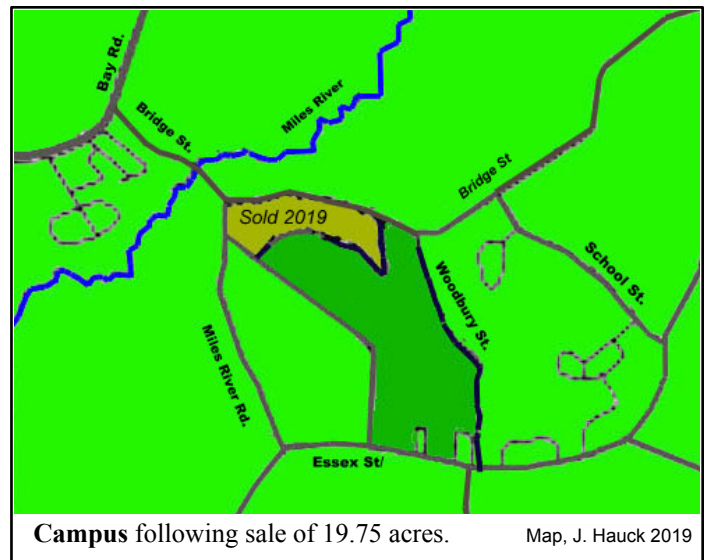 Bay Rd.
Bridge St.
Miles River
Bridge St
Sold 2019
School St.
Woodbury St.
Miles River Rd.
Essex St/
Campus following sale of 19.75 acres. Map, J. Hauck 2019